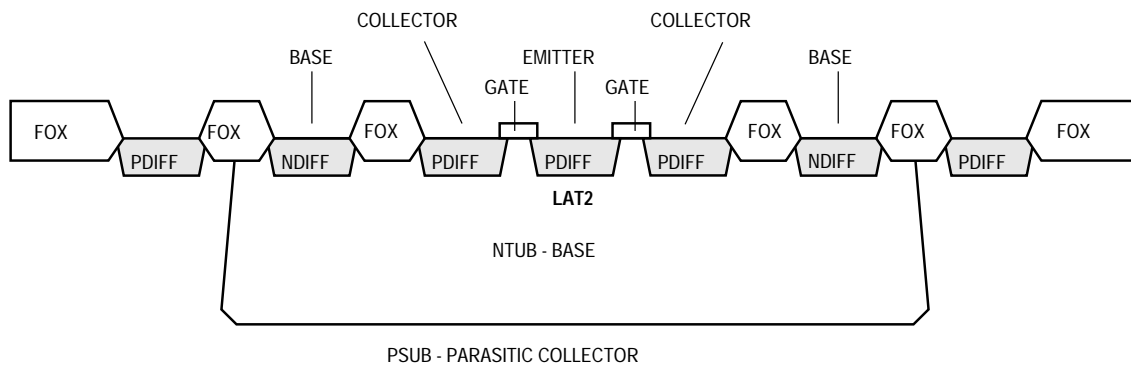 COLLECTOR COLLECTOR
BASE EMITTER BASE
GATE GATE
FOX FOX FOX FOX FOX FOX
PDIFF NDIFF PDIFF PDIFF PDIFF NDIFF PDIFF
LAT2
NTUB - BASE
PSUB - PARASITIC COLLECTOR